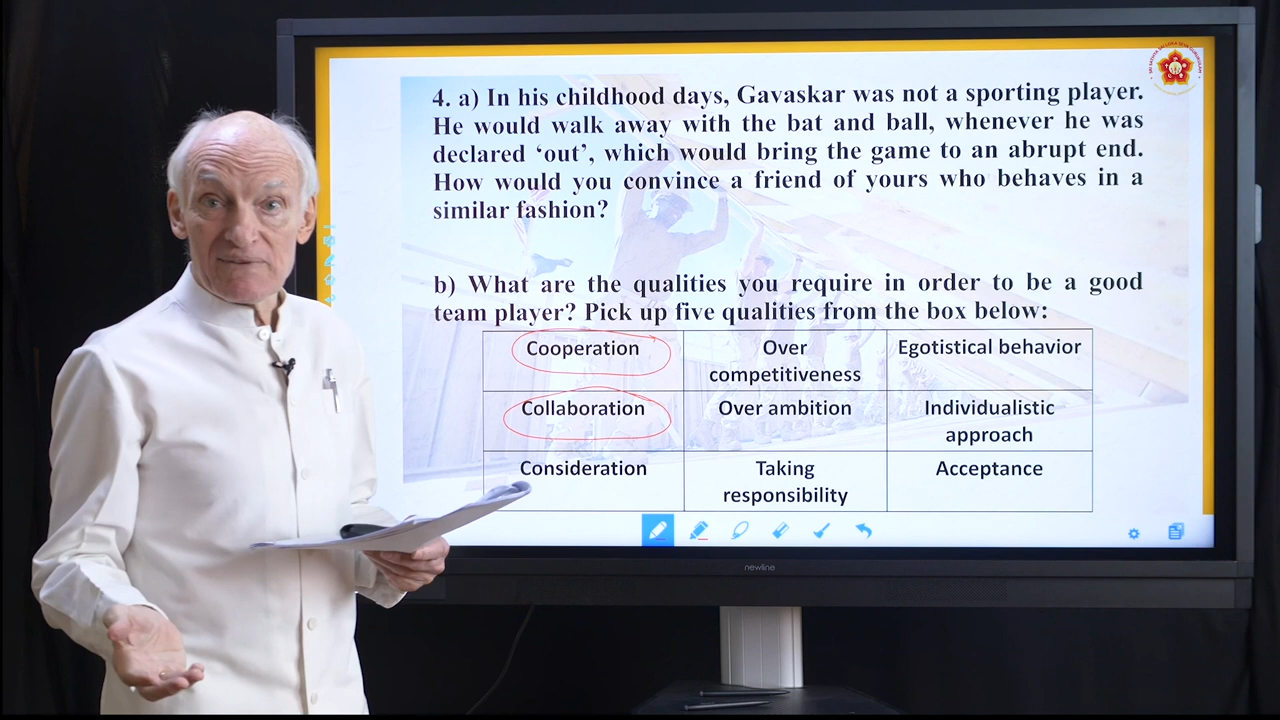 4. a) In his childhood days, Gavaskar was not a sporting player.
He would walk away with the bat and ball, whenever he was
declared ‘out’, which would bring the game to an abrupt end.
How would you convince a friend of yours who behaves in a
similar fashion?
b) What are the qualities you require in order to be a good
team player? Pick up five qualities from the box below:
Cooperation
Over
competitiveness
Egotistical behavior
Collaboration
Over ambition
Individualistic
approach
Consideration
Taking
responsibility
Acceptance
newline